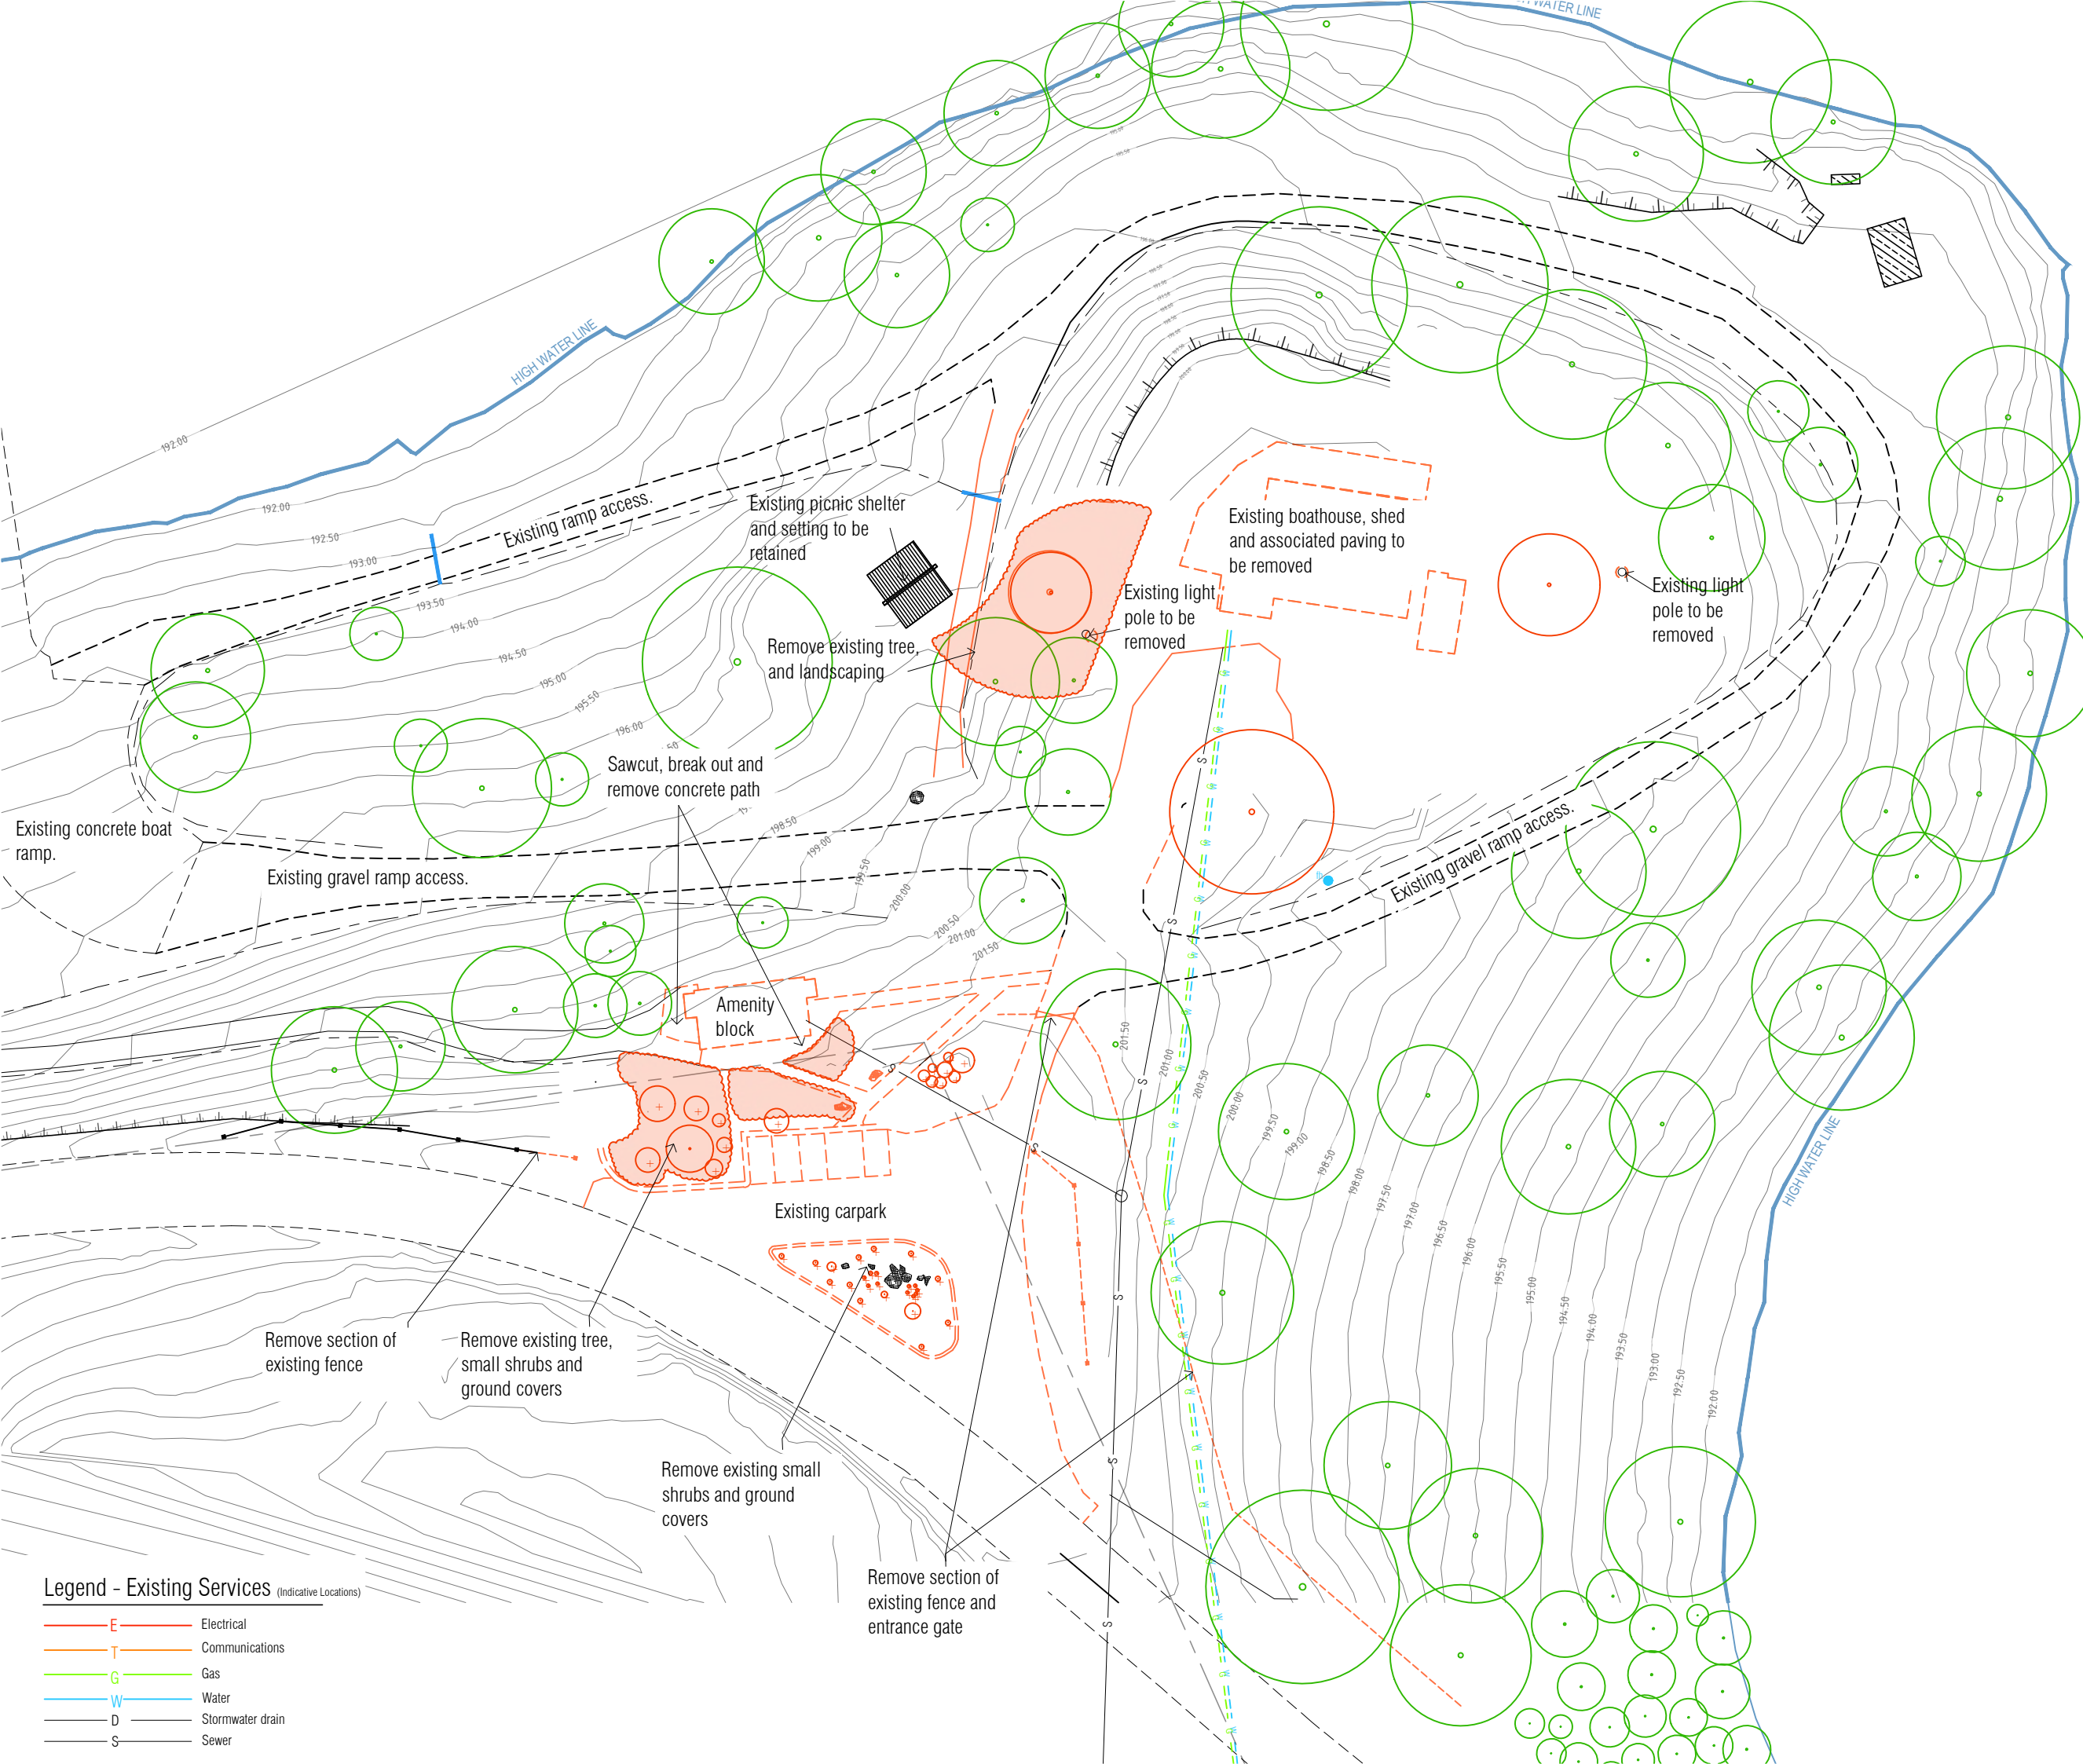 HIGH WATER LINE
HIGH WATER LINE
192.00
192.00
192.50
193.00
193.50
194.00
194.50
195.00
195.50
196.00
Existing ramp access.
Existing picnic shelter
and setting to be
retained
Existing boathouse, shed
and associated paving to
be removed
Existing light
pole to be
removed
Existing light
pole to be
removed
Remove existing tree,
and landscaping
Sawcut, break out and
remove concrete path
198.50
199.00
199.50
200.00
200.50
201.00
201.50
Existing concrete boat
ramp.
Existing gravel ramp access.
Existing gravel ramp access.
Amenity
block
S
S
S
S
S
S
S
S
201.50
201.00
200.50
200.00
199.50
199.00
198.50
198.00
197.50
197.00
196.50
196.00
195.50
195.00
194.50
194.00
193.50
193.00
192.50
192.00
HIGH WATER LINE
Existing carpark
Remove section of
existing fence
Remove existing tree,
small shrubs and
ground covers
Remove existing small
shrubs and ground
covers
Remove section of
existing fence and
entrance gate
Legend - Existing Services (Indicative Locations)
E Electrical
T Communications
G Gas
W Water
D Stormwater drain
S Sewer